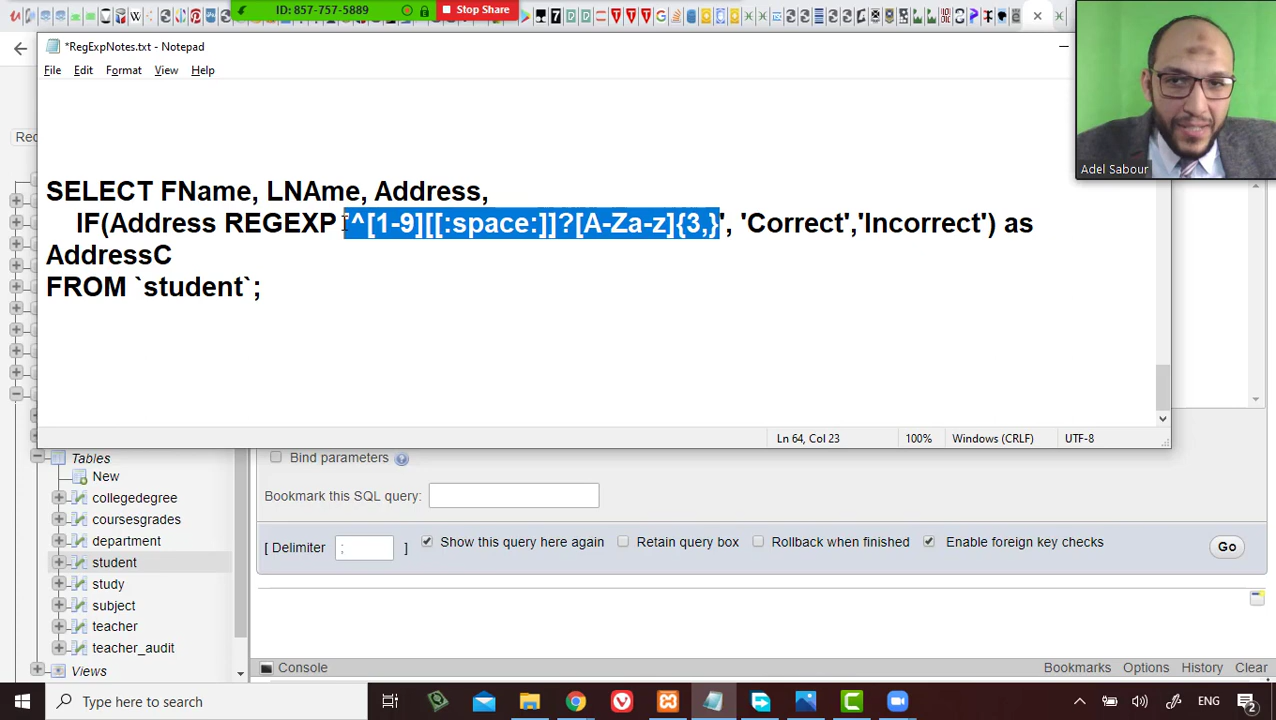 ID: 857-757-5889
Stop Share
*RegExpNotes.txt - Notepad
File Edit Format View Help
Adel Sabour
SELECT FName, LNAme, Address,
IF(Address REGEXP '^[1-9][[:space:]]?[A-Za-z]{3,}', 'Correct','Incorrect') as
AddressC
FROM `student`;
Ln 64, Col 23 100% Windows (CRLF) UTF-8
Rec
Tables
New
collegedegree
coursesgrades
department
student
study
subject
teacher
teacher_audit
Views
Bind parameters
Bookmark this SQL query:
[ Delimiter ; ] Show this query here again Retain query box Rollback when finished Enable foreign key checks Go
Console Bookmarks Options History Clear
Type here to search
ENG
2